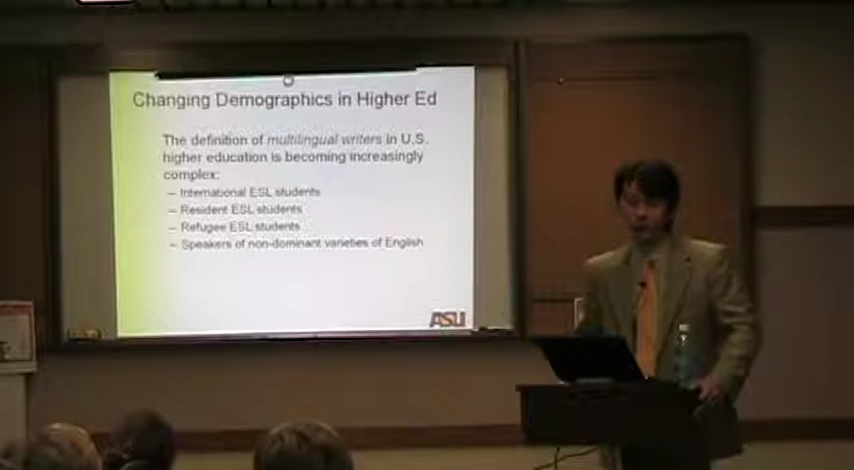 Changing Demographics in Higher Ed
The definition of multilingual writers in U.S.
higher education is becoming increasingly
complex:
– International ESL students
– Resident ESL students
– Refugee ESL students
– Speakers of non-dominant varieties of English
ASU